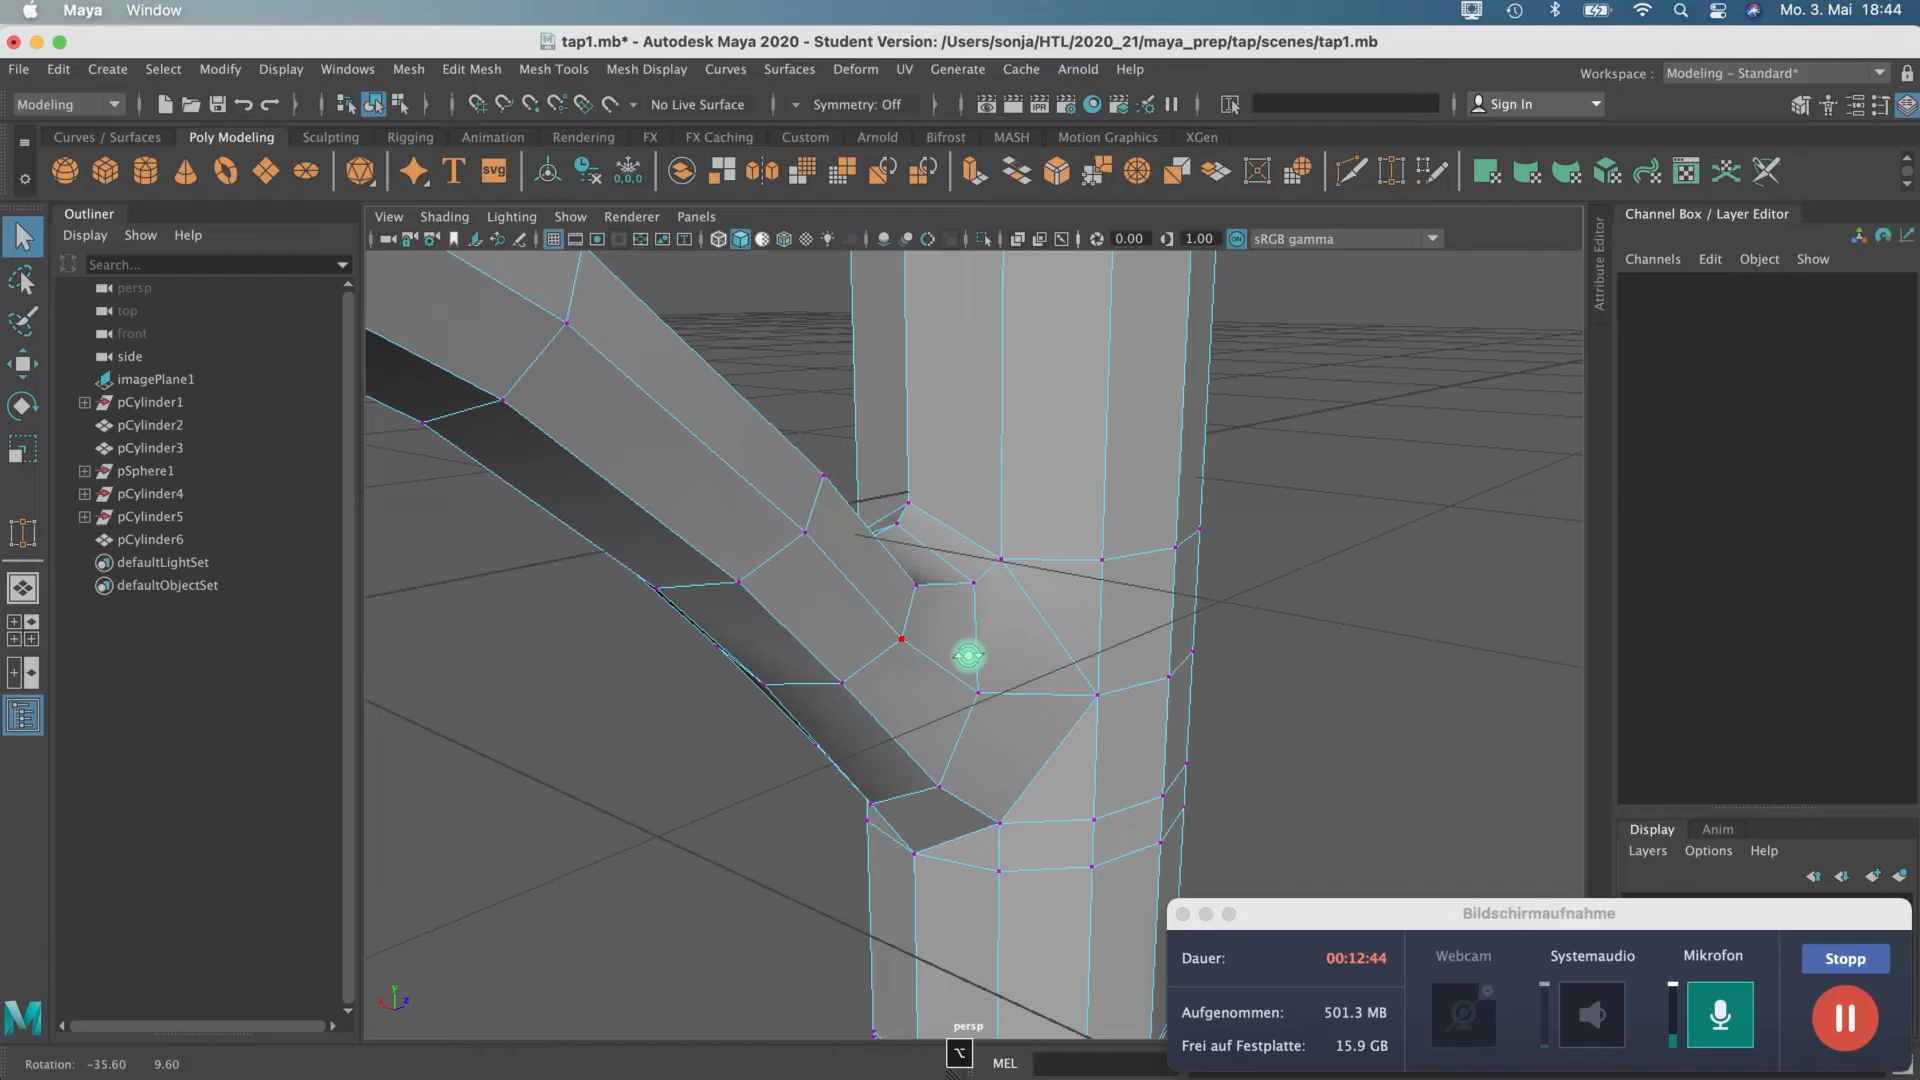 Maya Window Mo. 3. Mai 18:44
tap1.mb* - Autodesk Maya 2020 - Student Version: /Users/sonja/HTL/2020_21/maya_prep/tap/scenes/tap1.mb
File Edit Create Select Modify Display Windows Mesh Edit Mesh Mesh Tools Mesh Display Curves Surfaces Deform UV Generate Cache Arnold Help Workspace : Modeling - Standard*
Modeling No Live Surface Symmetry: Off IPR Sign In
Curves / Surfaces Poly Modeling Sculpting Rigging Animation Rendering FX FX Caching Custom Arnold Bifrost MASH Motion Graphics XGen
T svg 0,0,0
Outliner
Display Show Help
Search...
persp
top
front
side
imagePlane1
pCylinder1
pCylinder2
pCylinder3
pSphere1
pCylinder4
pCylinder5
pCylinder6
defaultLightSet
defaultObjectSet
View Shading Lighting Show Renderer Panels
0.00 1.00 ON sRGB gamma
Attribute Editor
Channel Box / Layer Editor
Channels Edit Object Show
Display Anim
Layers Options Help
y
x z
persp
Bildschirmaufnahme
Dauer: 00:12:44
Aufgenommen: 501.3 MB
Frei auf Festplatte: 15.9 GB
Webcam Systemaudio Mikrofon
Stopp
Rotation: -35.60 9.60
⌥ MEL
M